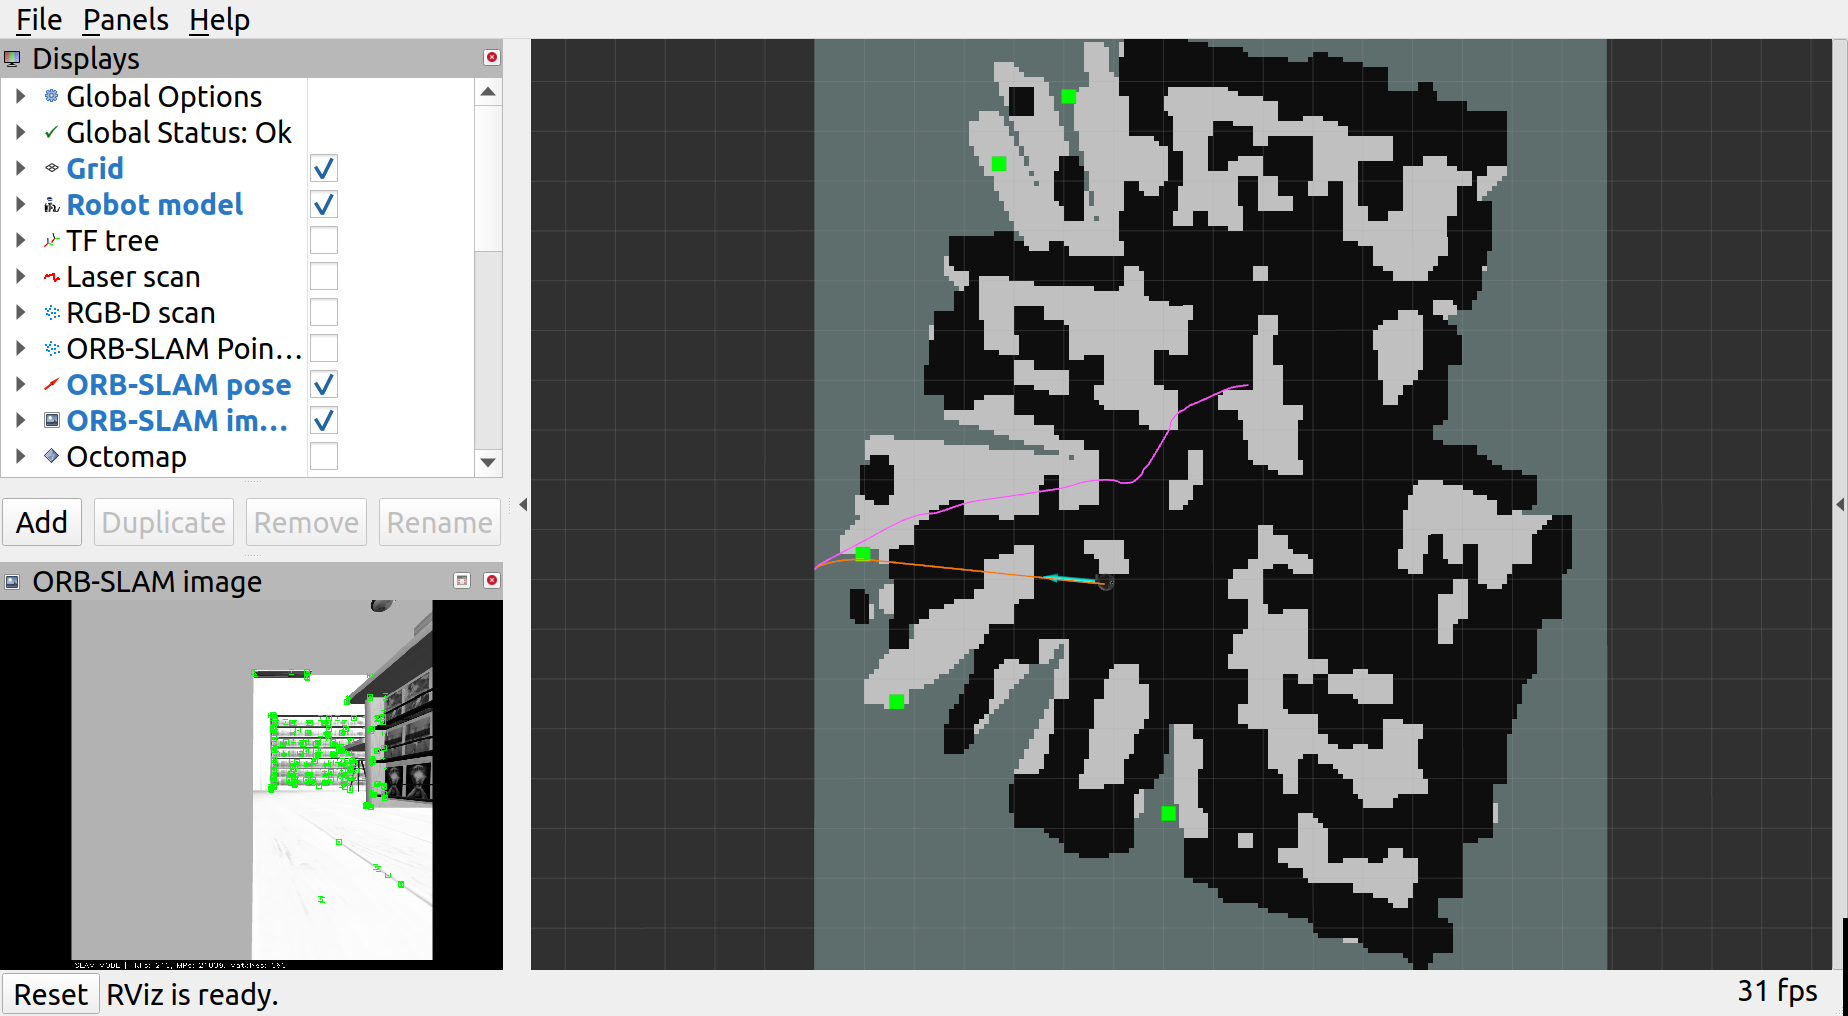 File Panels Help
Displays
Global Options
Global Status: Ok
Grid
Robot model
TF tree
Laser scan
RGB-D scan
ORB-SLAM Poin...
ORB-SLAM pose
ORB-SLAM im...
Octomap
Add Duplicate Remove Rename
ORB-SLAM image
SLAM MODE |
Reset RViz is ready.
31 fps